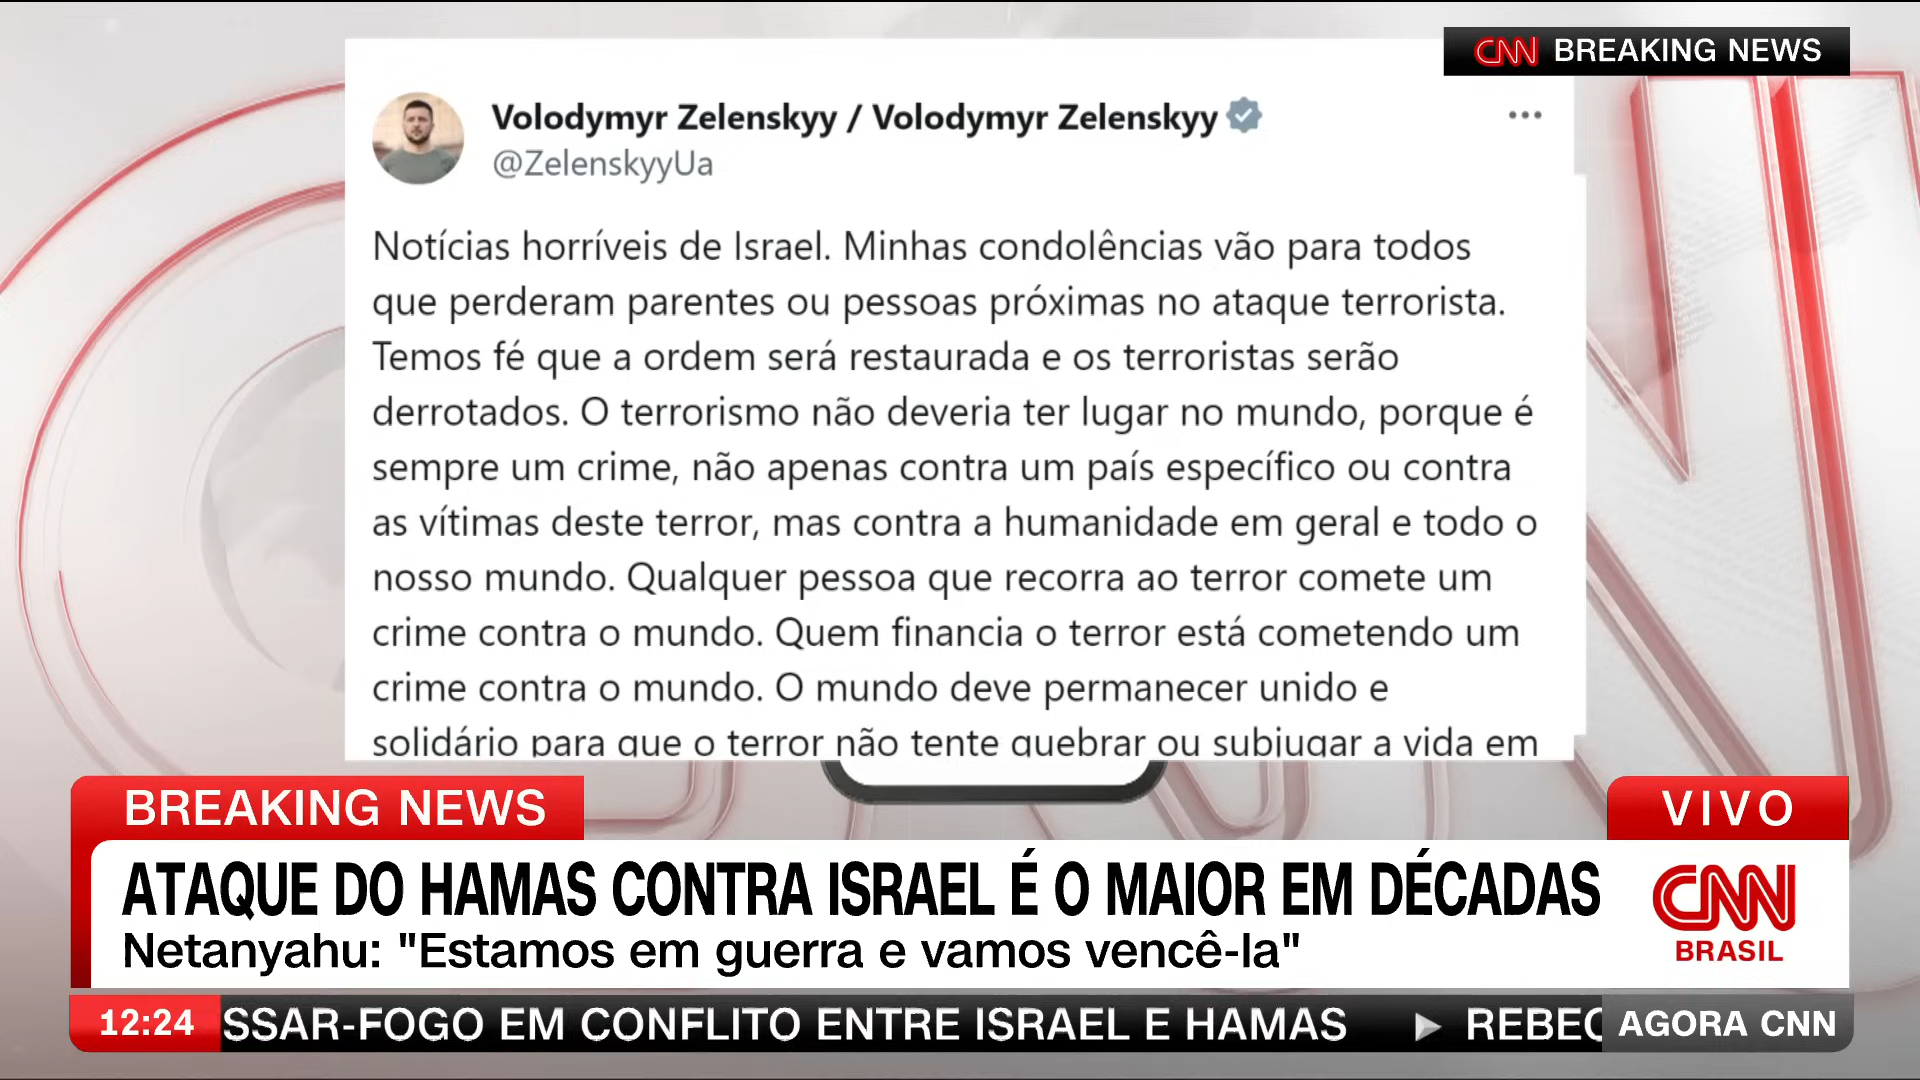 CNN BREAKING NEWS
Volodymyr Zelenskyy / Volodymyr Zelenskyy
@ZelenskyyUa
Notícias horríveis de Israel. Minhas condolências vão para todos
que perderam parentes ou pessoas próximas no ataque terrorista.
Temos fé que a ordem será restaurada e os terroristas serão
derrotados. O terrorismo não deveria ter lugar no mundo, porque é
sempre um crime, não apenas contra um país específico ou contra
as vítimas deste terror, mas contra a humanidade em geral e todo o
nosso mundo. Qualquer pessoa que recorra ao terror comete um
crime contra o mundo. Quem financia o terror está cometendo um
crime contra o mundo. O mundo deve permanecer unido e
solidário para que o terror não tente quebrar ou subjugar a vida em
BREAKING NEWS
VIVO
ATAQUE DO HAMAS CONTRA ISRAEL É O MAIOR EM DÉCADAS
Netanyahu: "Estamos em guerra e vamos vencê-la"
CNN
BRASIL
12:24
SSAR-FOGO EM CONFLITO ENTRE ISRAEL E HAMAS
REBEC
AGORA CNN